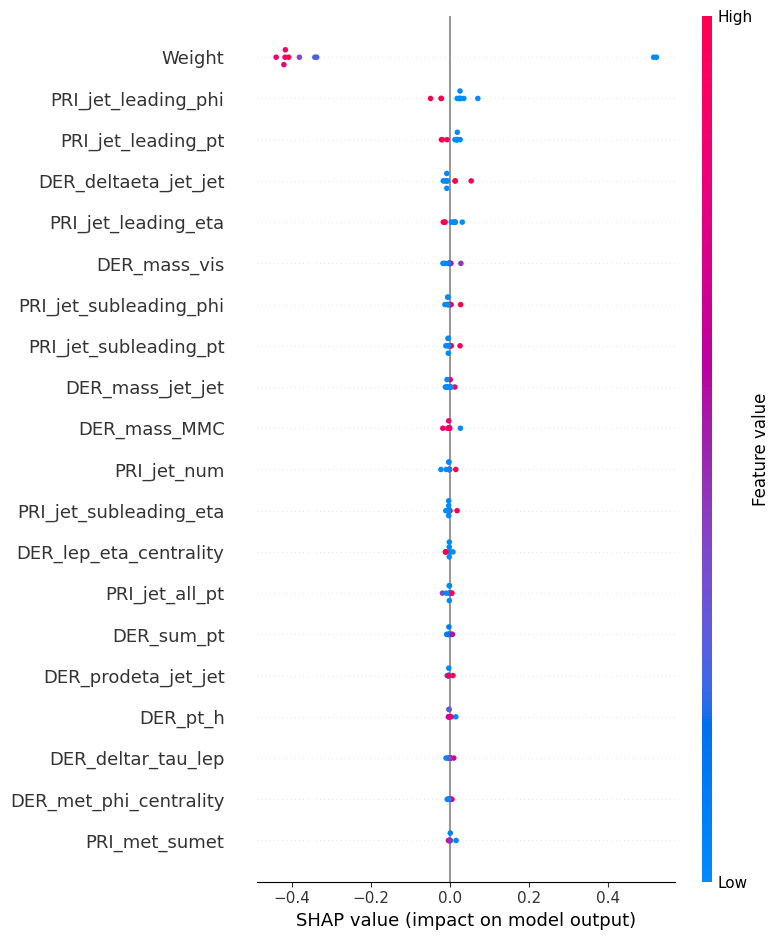 High
Weight
PRI_jet_leading_phi
PRI_jet_leading_pt
DER_deltaeta_jet_jet
PRI_jet_leading_eta
DER_mass_vis
PRI_jet_subleading_phi
PRI_jet_subleading_pt
DER_mass_jet_jet
DER_mass_MMC
PRI_jet_num
PRI_jet_subleading_eta
DER_lep_eta_centrality
PRI_jet_all_pt
DER_sum_pt
DER_prodeta_jet_jet
DER_pt_h
DER_deltar_tau_lep
DER_met_phi_centrality
PRI_met_sumet
Feature value
Low
−0.4 −0.2 0.0 0.2 0.4
SHAP value (impact on model output)